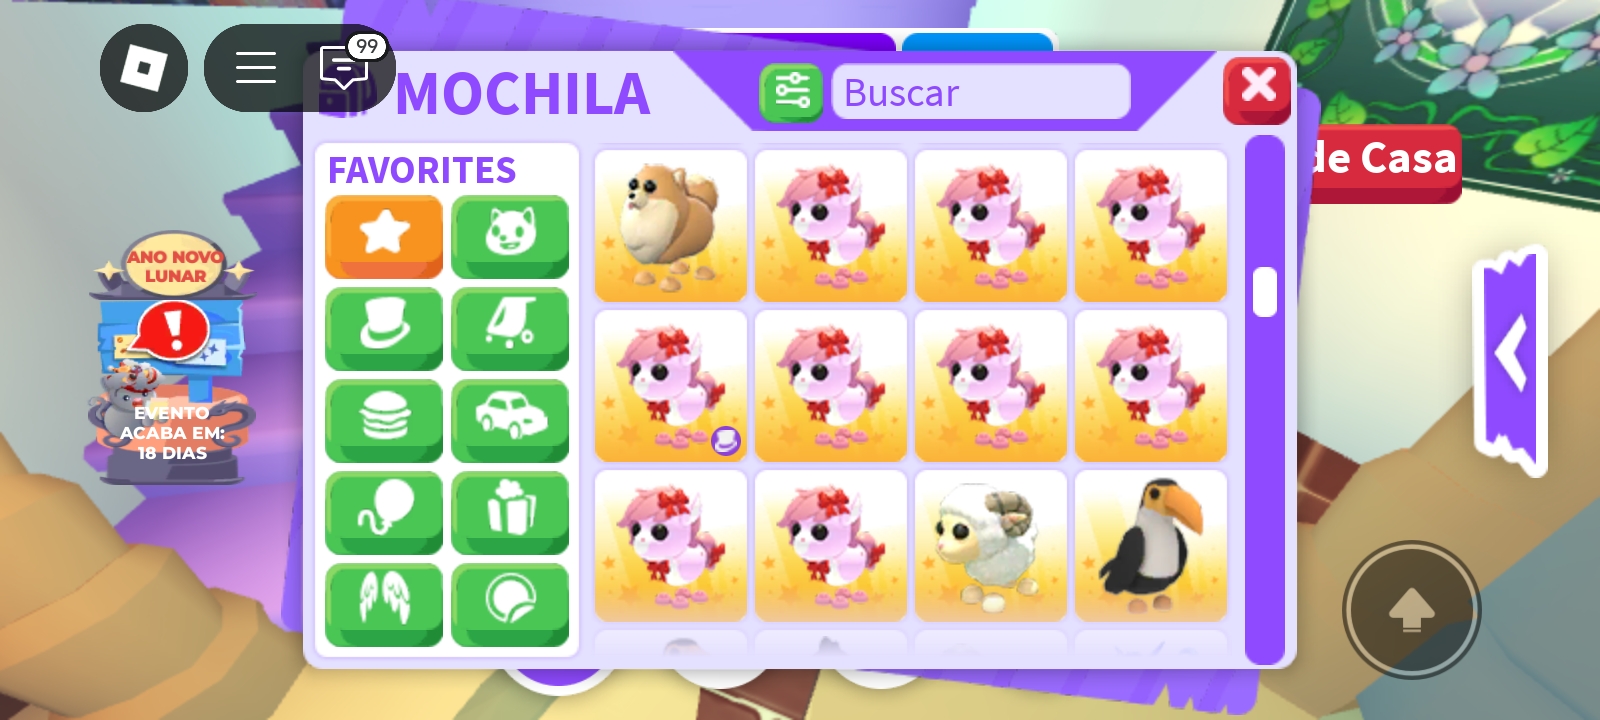 99
MOCHILA
Buscar
FAVORITES
de Casa
ANO NOVO
LUNAR
EVENTO
ACABA EM:
18 DIAS